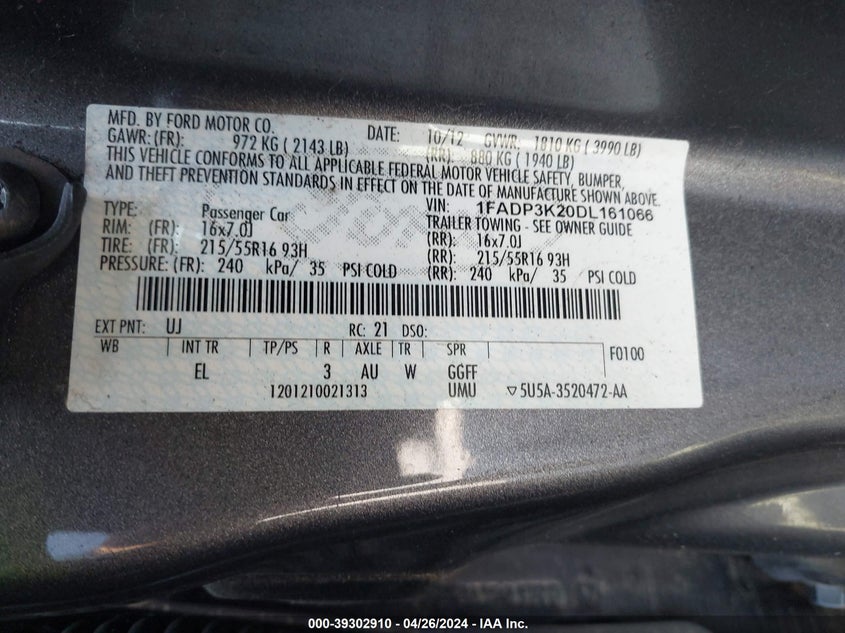 MFD. BY FORD MOTOR CO. DATE: 10/12 GVWR: 1810 KG ( 3990 LB)
GAWR: (FR): 972 KG ( 2143 LB) (RR): 880 KG ( 1940 LB)
THIS VEHICLE CONFORMS TO ALL APPLICABLE FEDERAL MOTOR VEHICLE SAFETY, BUMPER,
AND THEFT PREVENTION STANDARDS IN EFFECT ON THE DATE OF MANUFACTURE SHOWN ABOVE.
VIN: 1FADP3K20DL161066
TYPE: Passenger Car TRAILER TOWING - SEE OWNER GUIDE
RIM: (FR): 16x7.0J (RR): 16x7.0J
TIRE: (FR): 215/55R16 93H (RR): 215/55R16 93H
PRESSURE: (FR): 240 kPa/ 35 PSI COLD (RR): 240 kPa/ 35 PSI COLD
EXT PNT: UJ RC: 21 DSO:
WB INT TR TP/PS R AXLE TR SPR F0100
EL 3 AU W GGFF
1201210021313 UMU ▽5U5A-3520472-AA
000-39302910 - 04/26/2024 - IAA Inc.